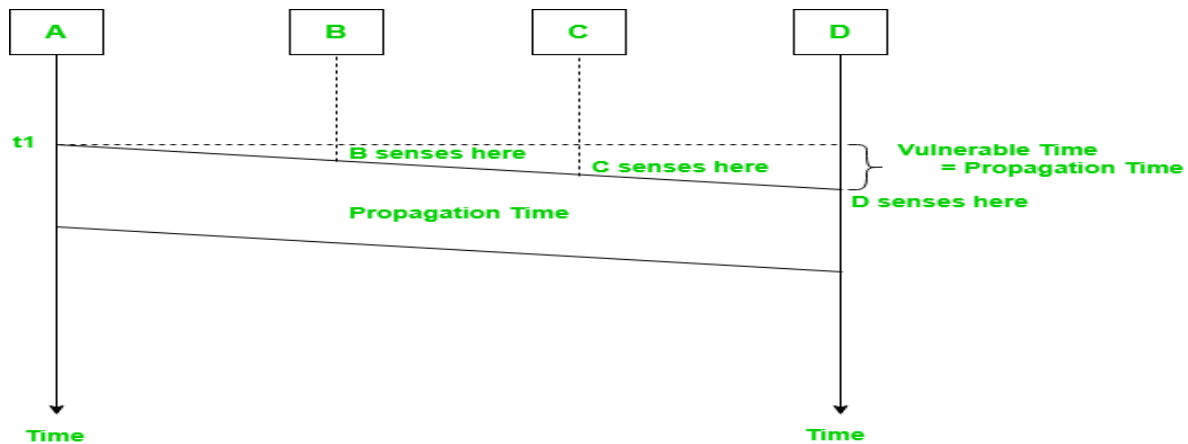 A
B
C
D
t1
B senses here
C senses here
Vulnerable Time
= Propagation Time
D senses here
Propagation Time
Time
Time